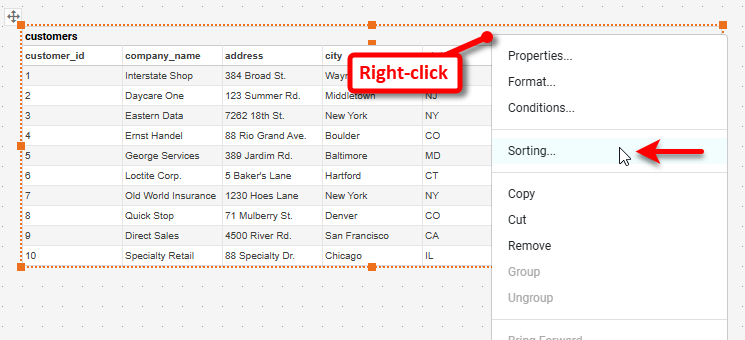 customers
customer_id company_name address city
Right-click
1 Interstate Shop 384 Broad St.
2 Daycare One 123 Summer Rd. Middletown NJ
3 Eastern Data 7262 18th St. New York NY
4 Ernst Handel 88 Rio Grand Ave. Boulder CO
5 George Services 389 Jardim Rd. Baltimore MD
6 Loctite Corp. 5 Baker's Lane Hartford CT
7 Old World Insurance 1230 Hoes Lane New York NY
8 Quick Stop 71 Mulberry St. Denver CO
9 Direct Sales 4500 River Rd. San Francisco CA
10 Specialty Retail 88 Specialty Dr. Chicago IL
Properties...
Format...
Conditions...
Sorting...
Copy
Cut
Remove
Group
Ungroup
Bring Forward